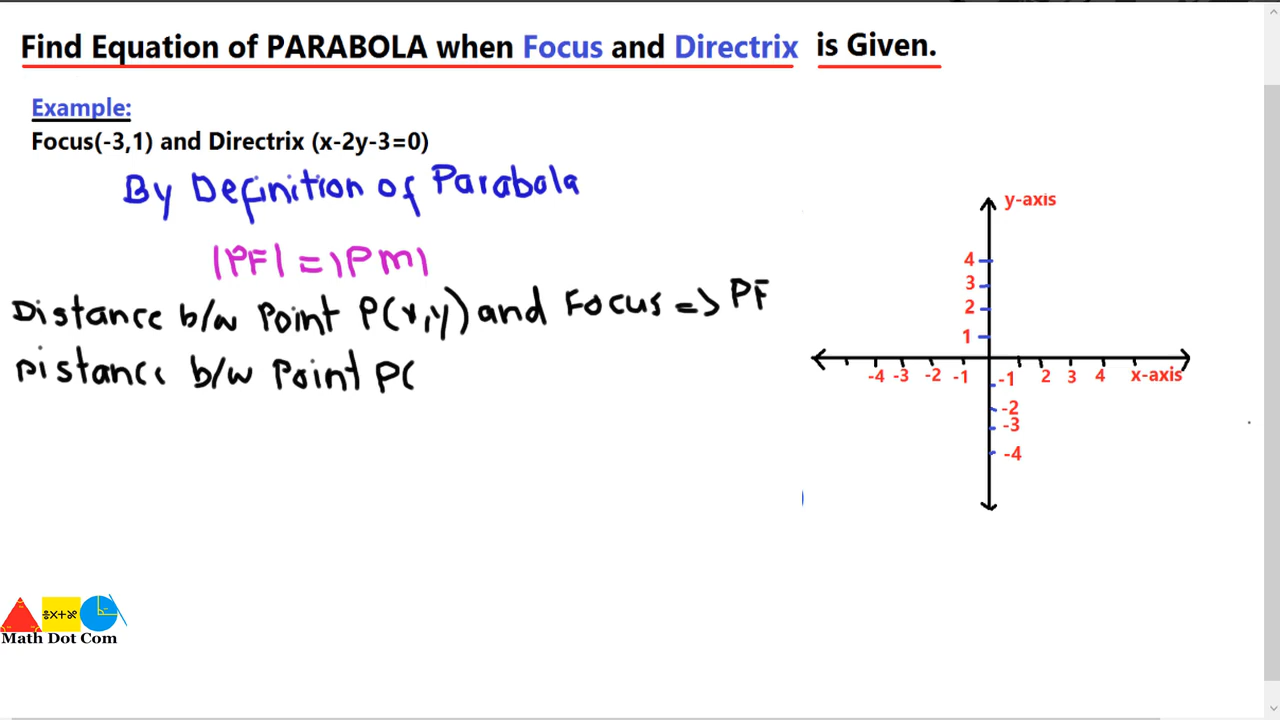 Find Equation of PARABOLA when Focus and Directrix is Given.
Example:
Focus(-3,1) and Directrix (x-2y-3=0)
By Definition of Parabola
|PF| = |PM|
Distance b/w Point P(x,y) and Focus => PF
Distance b/w Point P(
y-axis
4
3
2
1
-4 -3 -2 -1 -1 2 3 4 x-axis
-2
-3
-4
÷x+
Math Dot Com